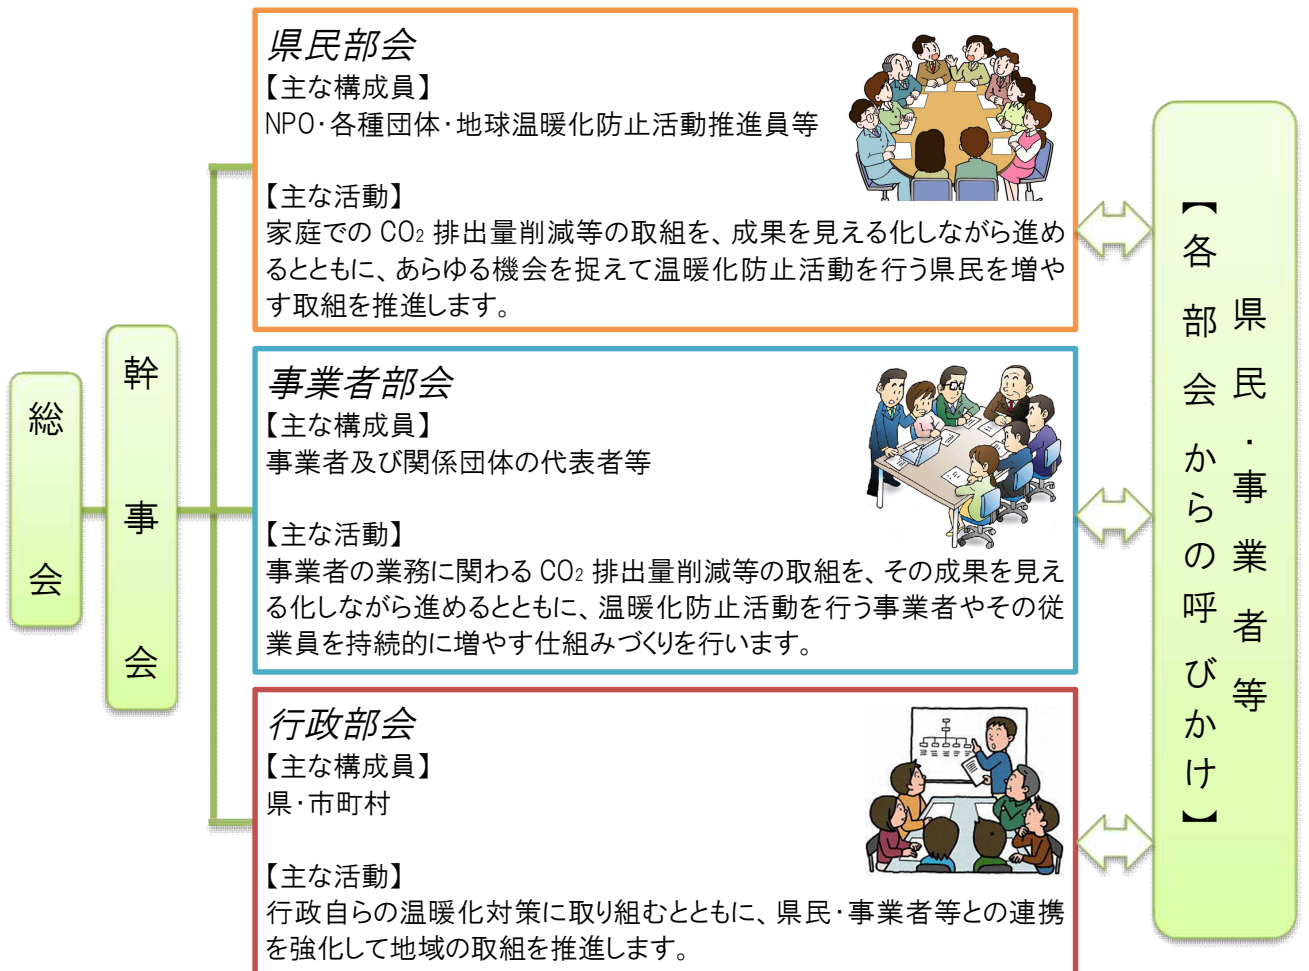 総会
幹事会
県民部会
【主な構成員】
NPO・各種団体・地球温暖化防止活動推進員等
【主な活動】
家庭での CO₂ 排出量削減等の取組を、成果を見える化しながら進め
るとともに、あらゆる機会を捉えて温暖化防止活動を行う県民を増や
す取組を推進します。
事業者部会
【主な構成員】
事業者及び関係団体の代表者等
【主な活動】
事業者の業務に関わる CO₂ 排出量削減等の取組を、その成果を見え
る化しながら進めるとともに、温暖化防止活動を行う事業者やその従
業員を持続的に増やす仕組みづくりを行います。
行政部会
【主な構成員】
県・市町村
【主な活動】
行政自らの温暖化対策に取り組むとともに、県民・事業者等との連携
を強化して地域の取組を推進します。
県民・事業者等
【各部会からの呼びかけ】